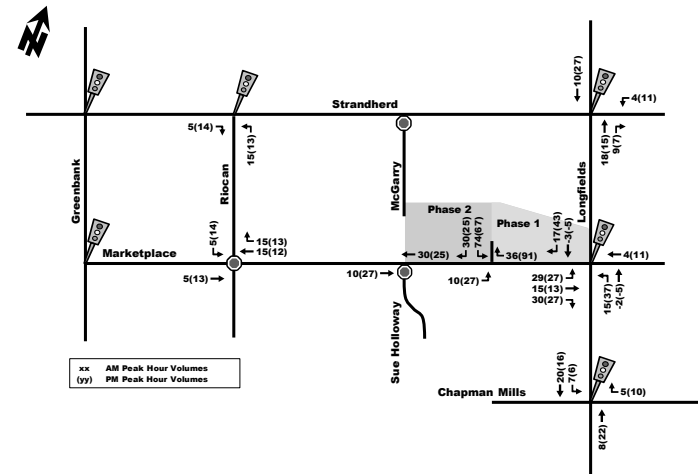 10(27)
4(11)
Strandherd
5(14)
15(13)
18(15)
9(7)
Greenbank
Riocan
McGarry
Longfields
Phase 2
Phase 1
5(14)
15(13)
15(12)
Marketplace
30(25)
30(25)
74(67)
36(91)
17(43)
-3(-5)
4(11)
5(13)
10(27)
10(27)
29(27)
15(13)
30(27)
15(37)
-2(-5)
Sue Holloway
xx AM Peak Hour Volumes
(yy) PM Peak Hour Volumes
Chapman Mills
20(16)
7(6)
5(10)
8(22)